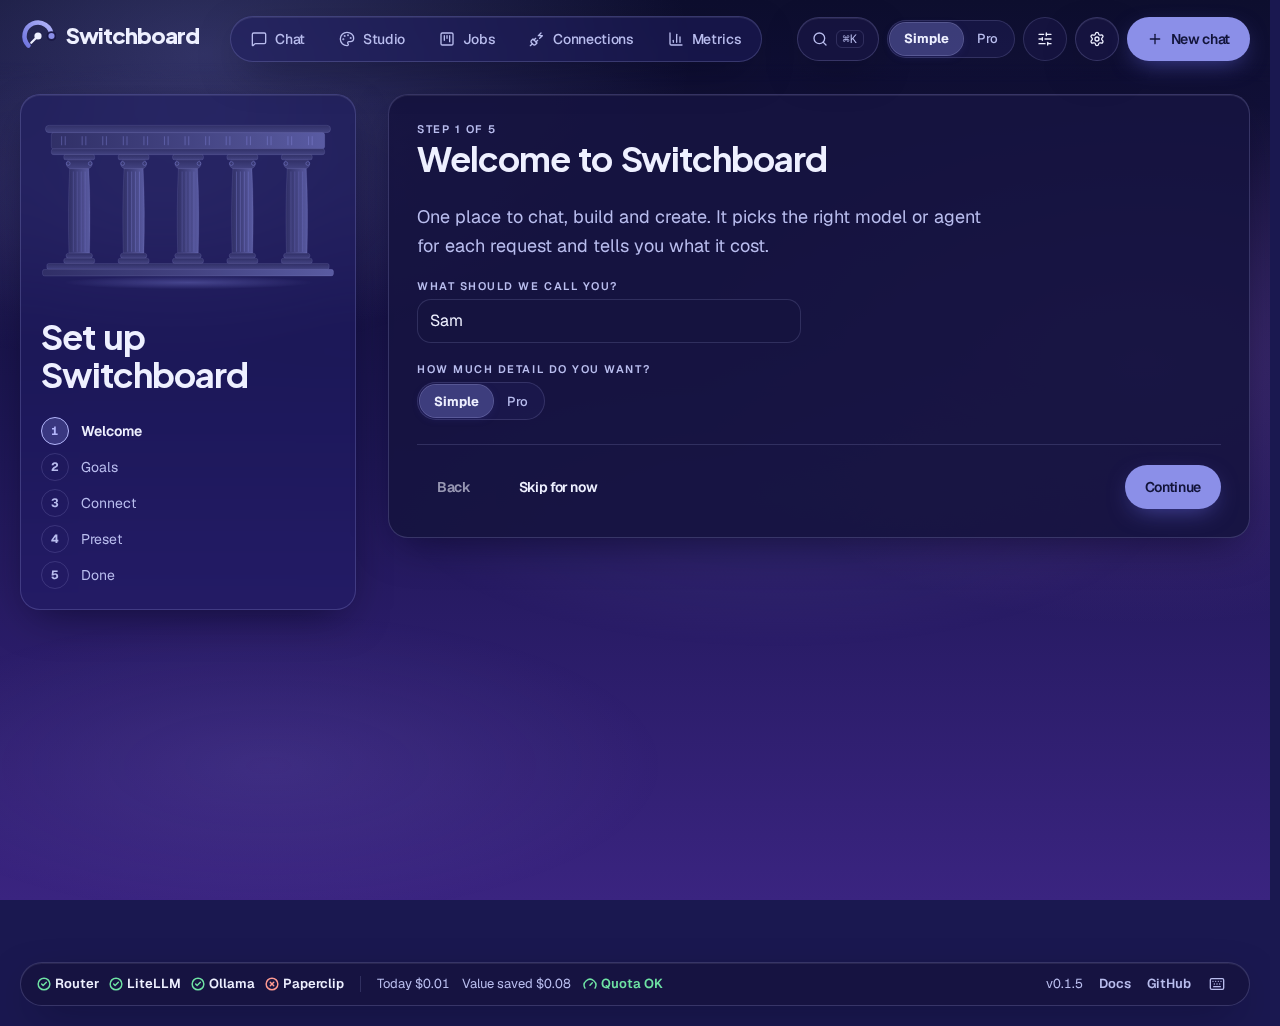 Switchboard
Chat
Studio
Jobs
Connections
Metrics
⌘K
Simple
Pro
New chat
Set up
Switchboard
1 Welcome
2 Goals
3 Connect
4 Preset
5 Done
STEP 1 OF 5
Welcome to Switchboard
One place to chat, build and create. It picks the right model or agent
for each request and tells you what it cost.
WHAT SHOULD WE CALL YOU?
Sam
HOW MUCH DETAIL DO YOU WANT?
Simple
Pro
Back
Skip for now
Continue
Router
LiteLLM
Ollama
Paperclip
Today $0.01
Value saved $0.08
Quota OK
v0.1.5
Docs
GitHub